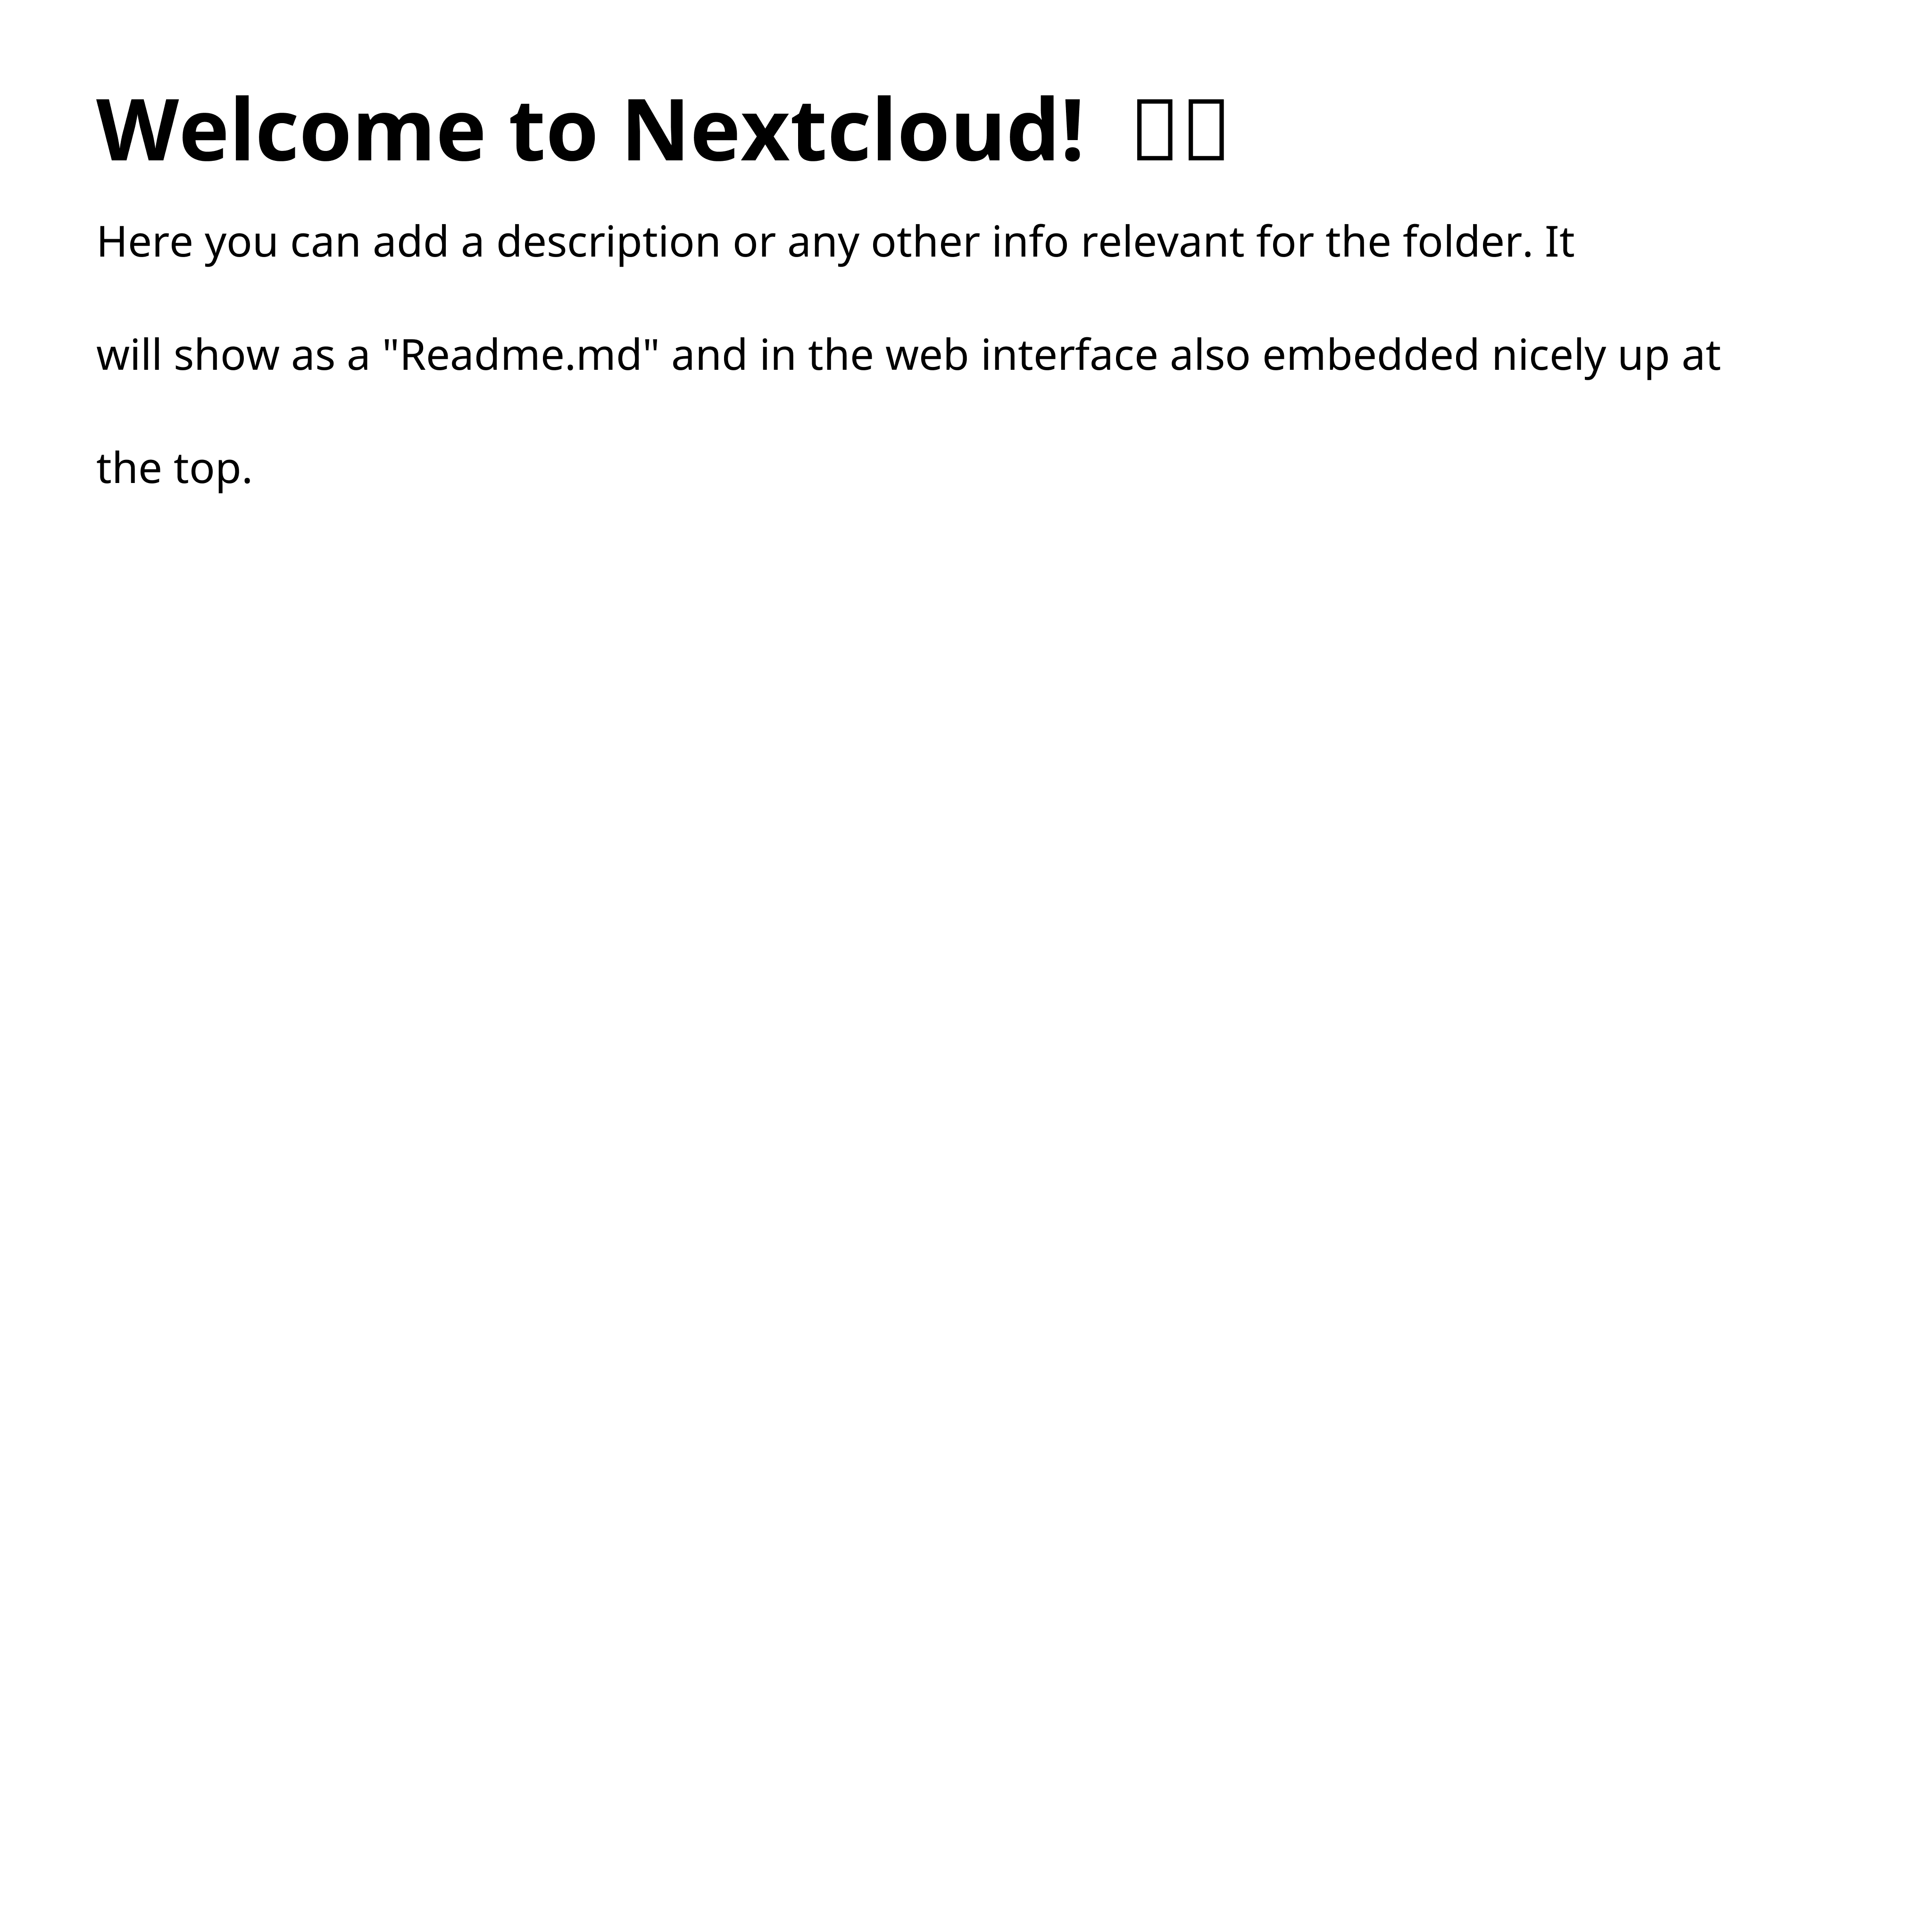 Welcome to Nextcloud!
Here you can add a description or any other info relevant for the folder. It
will show as a "Readme.md" and in the web interface also embedded nicely up at
the top.